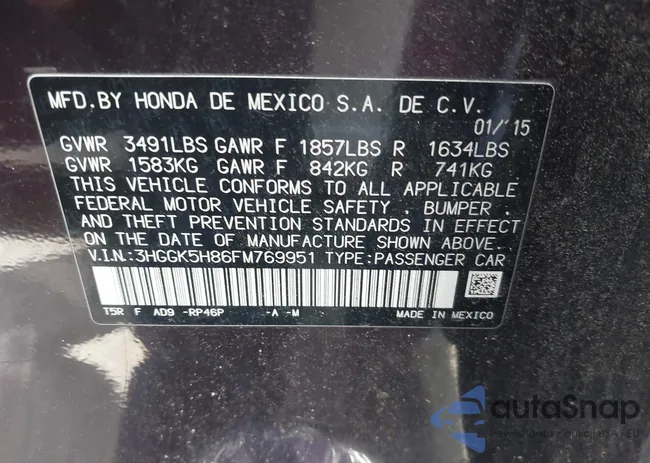 MFD.BY HONDA DE MEXICO S.A. DE C.V.
01/'15
GVWR 3491LBS GAWR F 1857LBS R 1634LBS
GVWR 1583KG GAWR F 842KG R 741KG
THIS VEHICLE CONFORMS TO ALL APPLICABLE
FEDERAL MOTOR VEHICLE SAFETY , BUMPER ,
AND THEFT PREVENTION STANDARDS IN EFFECT
ON THE DATE OF MANUFACTURE SHOWN ABOVE.
V.I.N.:3HGGK5H86FM769951 TYPE:PASSENGER CAR
T5R F AD9 -RP46P -A -M MADE IN MEXICO
autoSnap